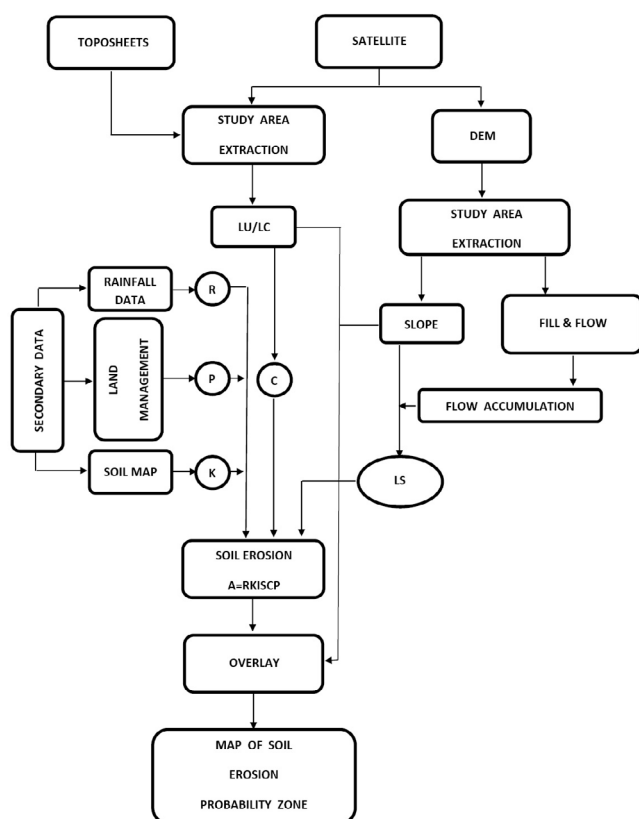 TOPOSHEETS
SATELLITE
STUDY AREA
EXTRACTION
DEM
LU/LC
STUDY AREA
EXTRACTION
RAINFALL
DATA
R
SLOPE
FILL & FLOW
SECONDARY DATA
LAND
MANAGEMENT
P
C
FLOW ACCUMULATION
SOIL MAP
K
LS
SOIL EROSION
A=RKISCP
OVERLAY
MAP OF SOIL
EROSION
PROBABILITY ZONE